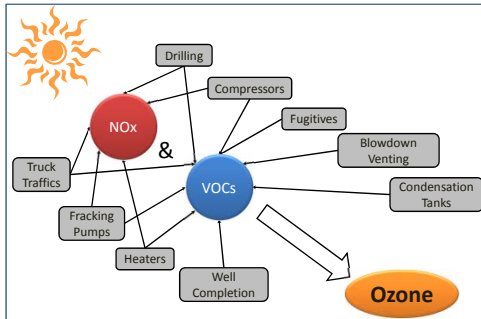 Drilling
Compressors
NOx
Fugitives
&
Blowdown
Venting
Truck
Traffics
VOCs
Condensation
Tanks
Fracking
Pumps
Heaters
Well
Completion
Ozone